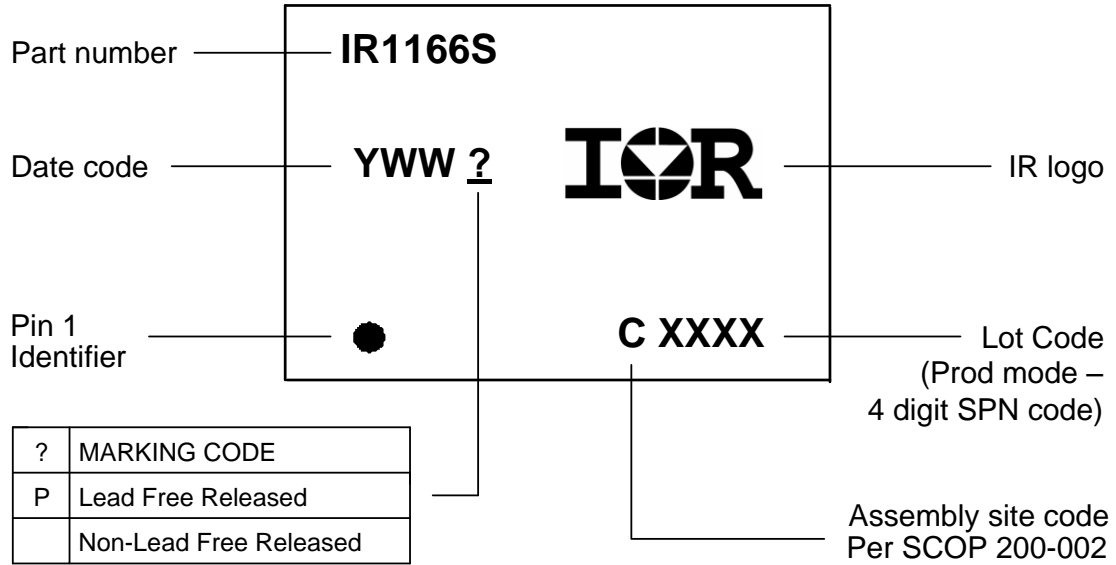 Part number
IR1166S
Date code
YWW ?
IOR
IR logo
Pin 1
Identifier
C XXXX
Lot Code
(Prod mode –
4 digit SPN code)
? MARKING CODE
P Lead Free Released
Non-Lead Free Released
Assembly site code
Per SCOP 200-002